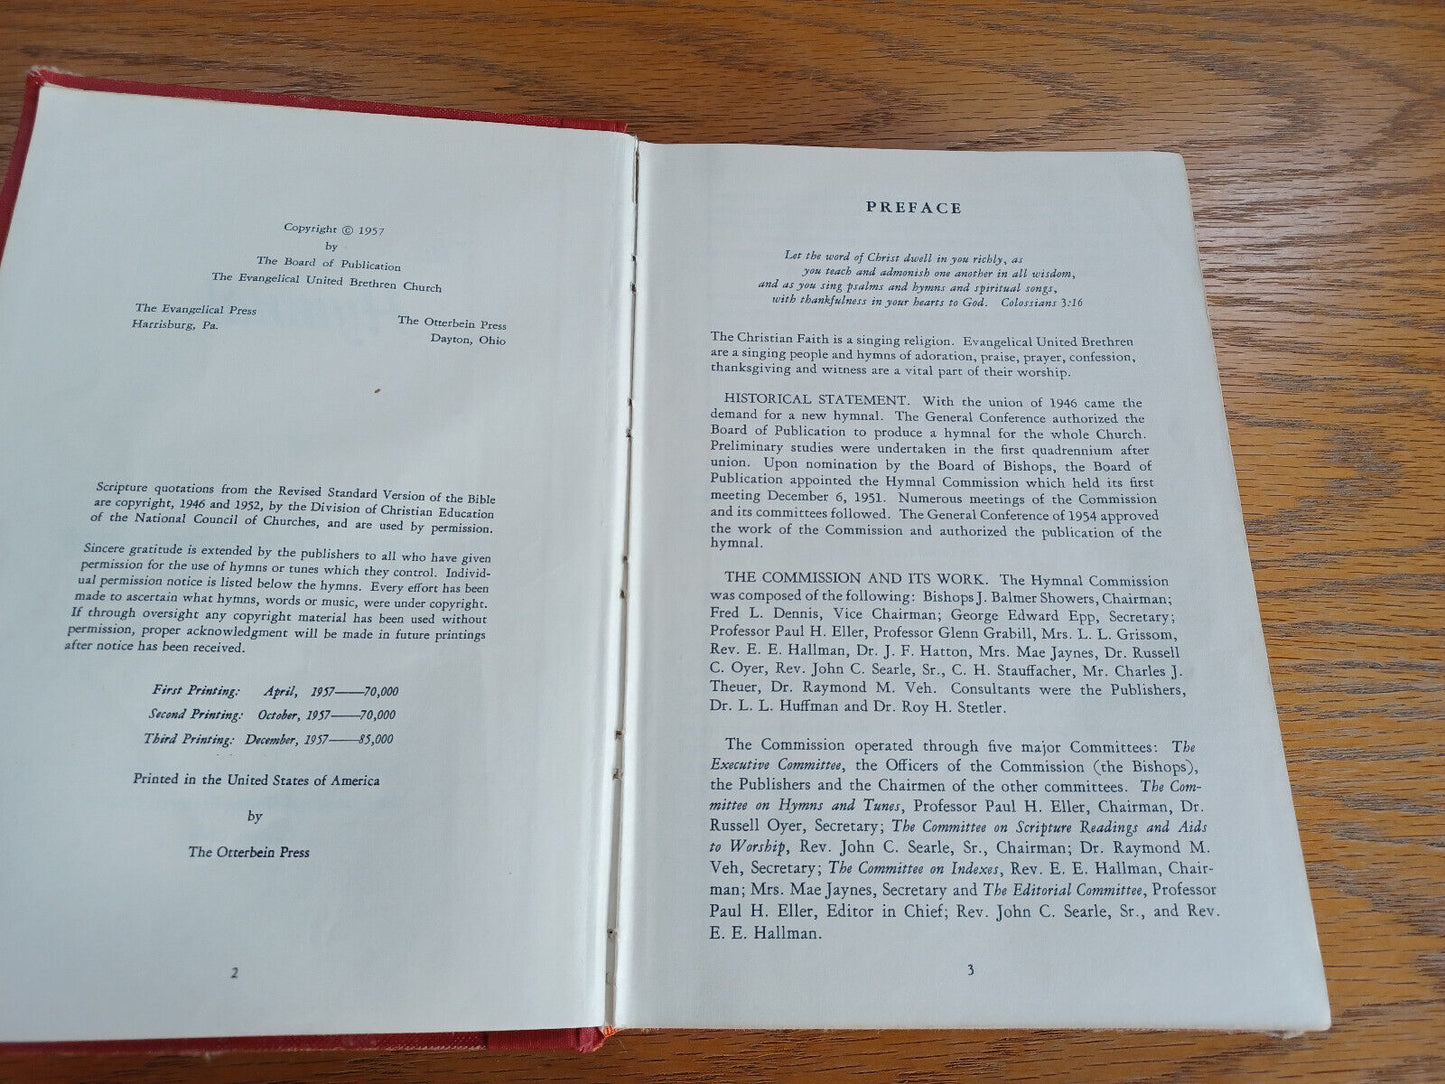 Copyright © 1957
by
The Board of Publication
The Evangelical United Brethren Church
The Evangelical Press
Harrisburg, Pa.
The Otterbein Press
Dayton, Ohio
Scripture quotations from the Revised Standard Version of the Bible
are copyright, 1946 and 1952, by the Division of Christian Education
of the National Council of Churches, and are used by permission.
Sincere gratitude is extended by the publishers to all who have given
permission for the use of hymns or tunes which they control. Individ-
ual permission notice is listed below the hymns. Every effort has been
made to ascertain what hymns, words or music, were under copyright.
If through oversight any copyright material has been used without
permission, proper acknowledgment will be made in future printings
after notice has been received.
First Printing: April, 1957——70,000
Second Printing: October, 1957——70,000
Third Printing: December, 1957——85,000
Printed in the United States of America
by
The Otterbein Press
2
PREFACE
Let the word of Christ dwell in you richly, as
you teach and admonish one another in all wisdom,
and as you sing psalms and hymns and spiritual songs,
with thankfulness in your hearts to God. Colossians 3:16
The Christian Faith is a singing religion. Evangelical United Brethren
are a singing people and hymns of adoration, praise, prayer, confession,
thanksgiving and witness are a vital part of their worship.
HISTORICAL STATEMENT. With the union of 1946 came the
demand for a new hymnal. The General Conference authorized the
Board of Publication to produce a hymnal for the whole Church.
Preliminary studies were undertaken in the first quadrennium after
union. Upon nomination by the Board of Bishops, the Board of
Publication appointed the Hymnal Commission which held its first
meeting December 6, 1951. Numerous meetings of the Commission
and its committees followed. The General Conference of 1954 approved
the work of the Commission and authorized the publication of the
hymnal.
THE COMMISSION AND ITS WORK. The Hymnal Commission
was composed of the following: Bishops J. Balmer Showers, Chairman;
Fred L. Dennis, Vice Chairman; George Edward Epp, Secretary;
Professor Paul H. Eller, Professor Glenn Grabill, Mrs. L. L. Grissom,
Rev. E. E. Hallman, Dr. J. F. Hatton, Mrs. Mae Jaynes, Dr. Russell
C. Oyer, Rev. John C. Searle, Sr., C. H. Stauffacher, Mr. Charles J.
Theuer, Dr. Raymond M. Veh. Consultants were the Publishers,
Dr. L. L. Huffman and Dr. Roy H. Stetler.
The Commission operated through five major Committees: The
Executive Committee, the Officers of the Commission (the Bishops),
the Publishers and the Chairmen of the other committees. The Com-
mittee on Hymns and Tunes, Professor Paul H. Eller, Chairman, Dr.
Russell Oyer, Secretary; The Committee on Scripture Readings and Aids
to Worship, Rev. John C. Searle, Sr., Chairman; Dr. Raymond M.
Veh, Secretary; The Committee on Indexes, Rev. E. E. Hallman, Chair-
man; Mrs. Mae Jaynes, Secretary and The Editorial Committee, Professor
Paul H. Eller, Editor in Chief; Rev. John C. Searle, Sr., and Rev.
E. E. Hallman.
3